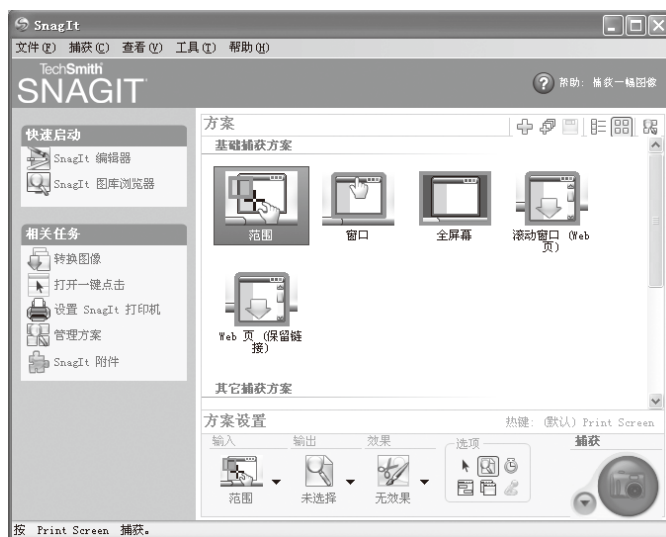 SnagIt
文件(F) 捕获(C) 查看(V) 工具(T) 帮助(H)
TechSmith
SNAGIT
帮助: 捕获一幅图像
快速启动
SnagIt 编辑器
SnagIt 图库浏览器
相关任务
转换图像
打开一键点击
设置 SnagIt 打印机
管理方案
SnagIt 附件
方案
基础捕获方案
范围
窗口
全屏幕
滚动窗口 (Web
页)
Web 页 (保留链
接)
其它捕获方案
方案设置
热键: (默认) Print Screen
输入
输出
效果
选项
捕获
范围
未选择
无效果
按 Print Screen 捕获。